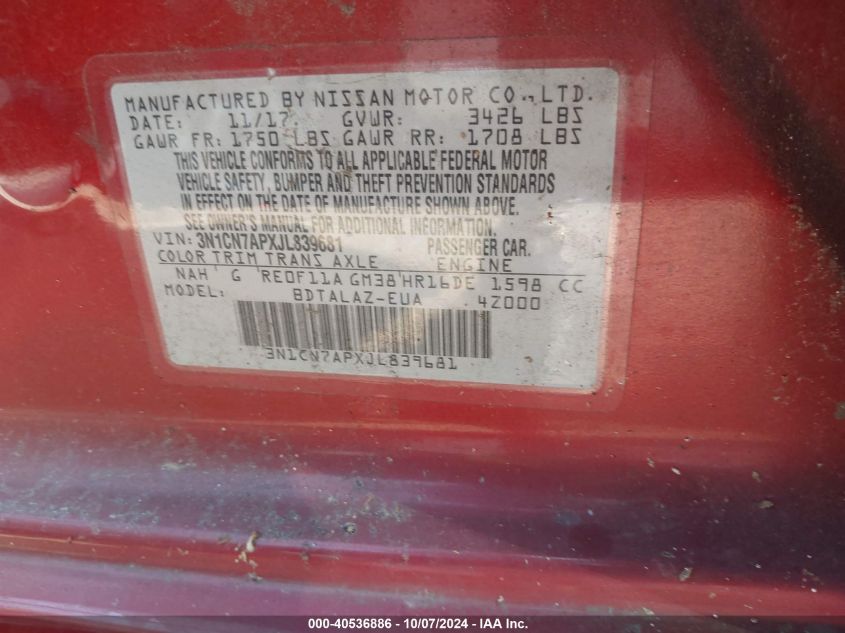 MANUFACTURED BY NISSAN MOTOR CO., LTD.
DATE: 11/17 GVWR: 3426 LBS
GAWR FR: 1750 LBS GAWR RR: 1708 LBS
THIS VEHICLE CONFORMS TO ALL APPLICABLE FEDERAL MOTOR
VEHICLE SAFETY, BUMPER AND THEFT PREVENTION STANDARDS
IN EFFECT ON THE DATE OF MANUFACTURE SHOWN ABOVE.
SEE OWNER'S MANUAL FOR ADDITIONAL INFORMATION.
VIN: 3N1CN7APXJL839681 PASSENGER CAR.
COLOR TRIM TRANS AXLE ENGINE
NAH G RE0F11A GM38 HR16DE 1598 CC
MODEL: BDTALAZ-EUA 4Z000
3N1CN7APXJL839681
000-40536886 - 10/07/2024 - IAA Inc.